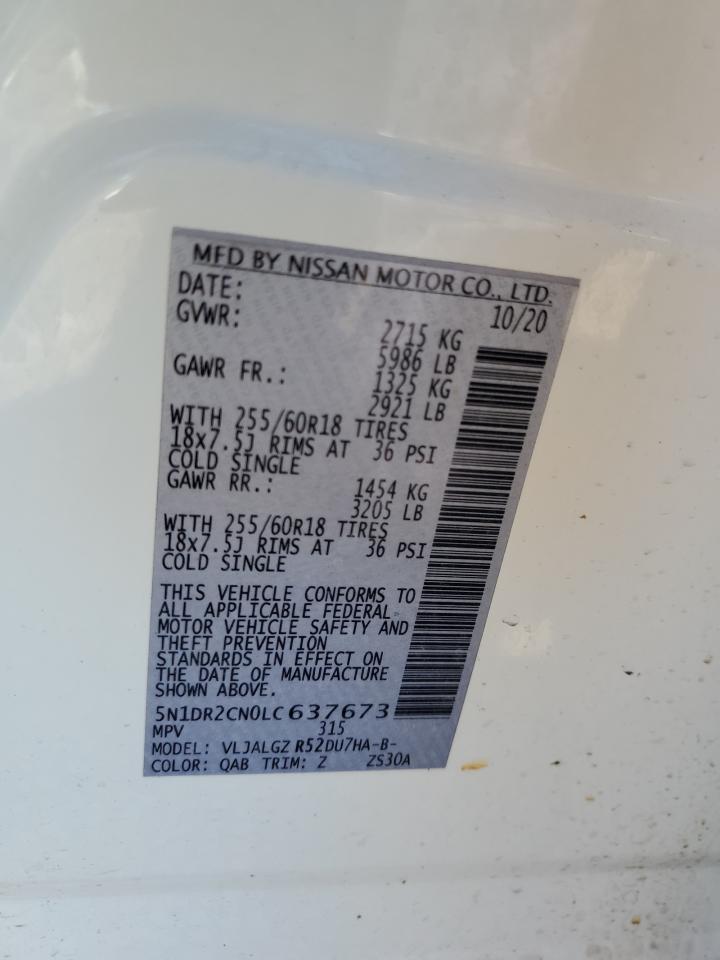 MFD BY NISSAN MOTOR CO., LTD.
DATE: 10/20
GVWR: 2715 KG
5986 LB
GAWR FR.: 1325 KG
2921 LB
WITH 255/60R18 TIRES
18x7.5J RIMS AT 36 PSI
COLD SINGLE
GAWR RR.: 1454 KG
3205 LB
WITH 255/60R18 TIRES
18x7.5J RIMS AT 36 PSI
COLD SINGLE
THIS VEHICLE CONFORMS TO
ALL APPLICABLE FEDERAL
MOTOR VEHICLE SAFETY AND
THEFT PREVENTION
STANDARDS IN EFFECT ON
THE DATE OF MANUFACTURE
SHOWN ABOVE.
5N1DR2CN0LC637673
MPV 315
MODEL: VLJALGZ R52DU7HA-B-
COLOR: QAB TRIM: Z ZS30A